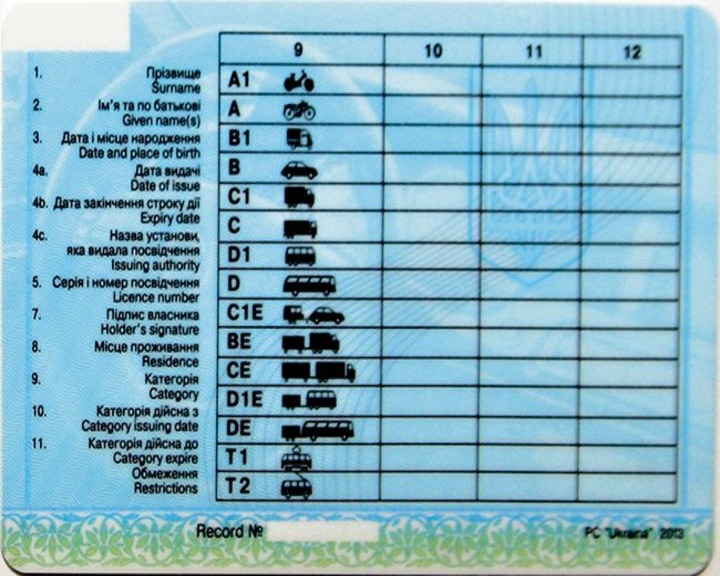 9 10 11 12
1. Прізвище
Surname
2. Ім'я та по батькові
Given name(s)
3. Дата і місце народження
Date and place of birth
4a. Дата видачі
Date of issue
4b. Дата закінчення строку дії
Expiry date
4c. Назва установи,
яка видала посвідчення
Issuing authority
5. Серія і номер посвідчення
Licence number
7. Підпис власника
Holder's signature
8. Місце проживання
Residence
9. Категорія
Category
10. Категорія дійсна з
Category issuing date
11. Категорія дійсна до
Category expire
Обмеження
Restrictions
A1
A
B1
B
C1
C
D1
D
C1E
BE
CE
D1E
DE
T1
T2
Record №
PC "Ukraina" 2013